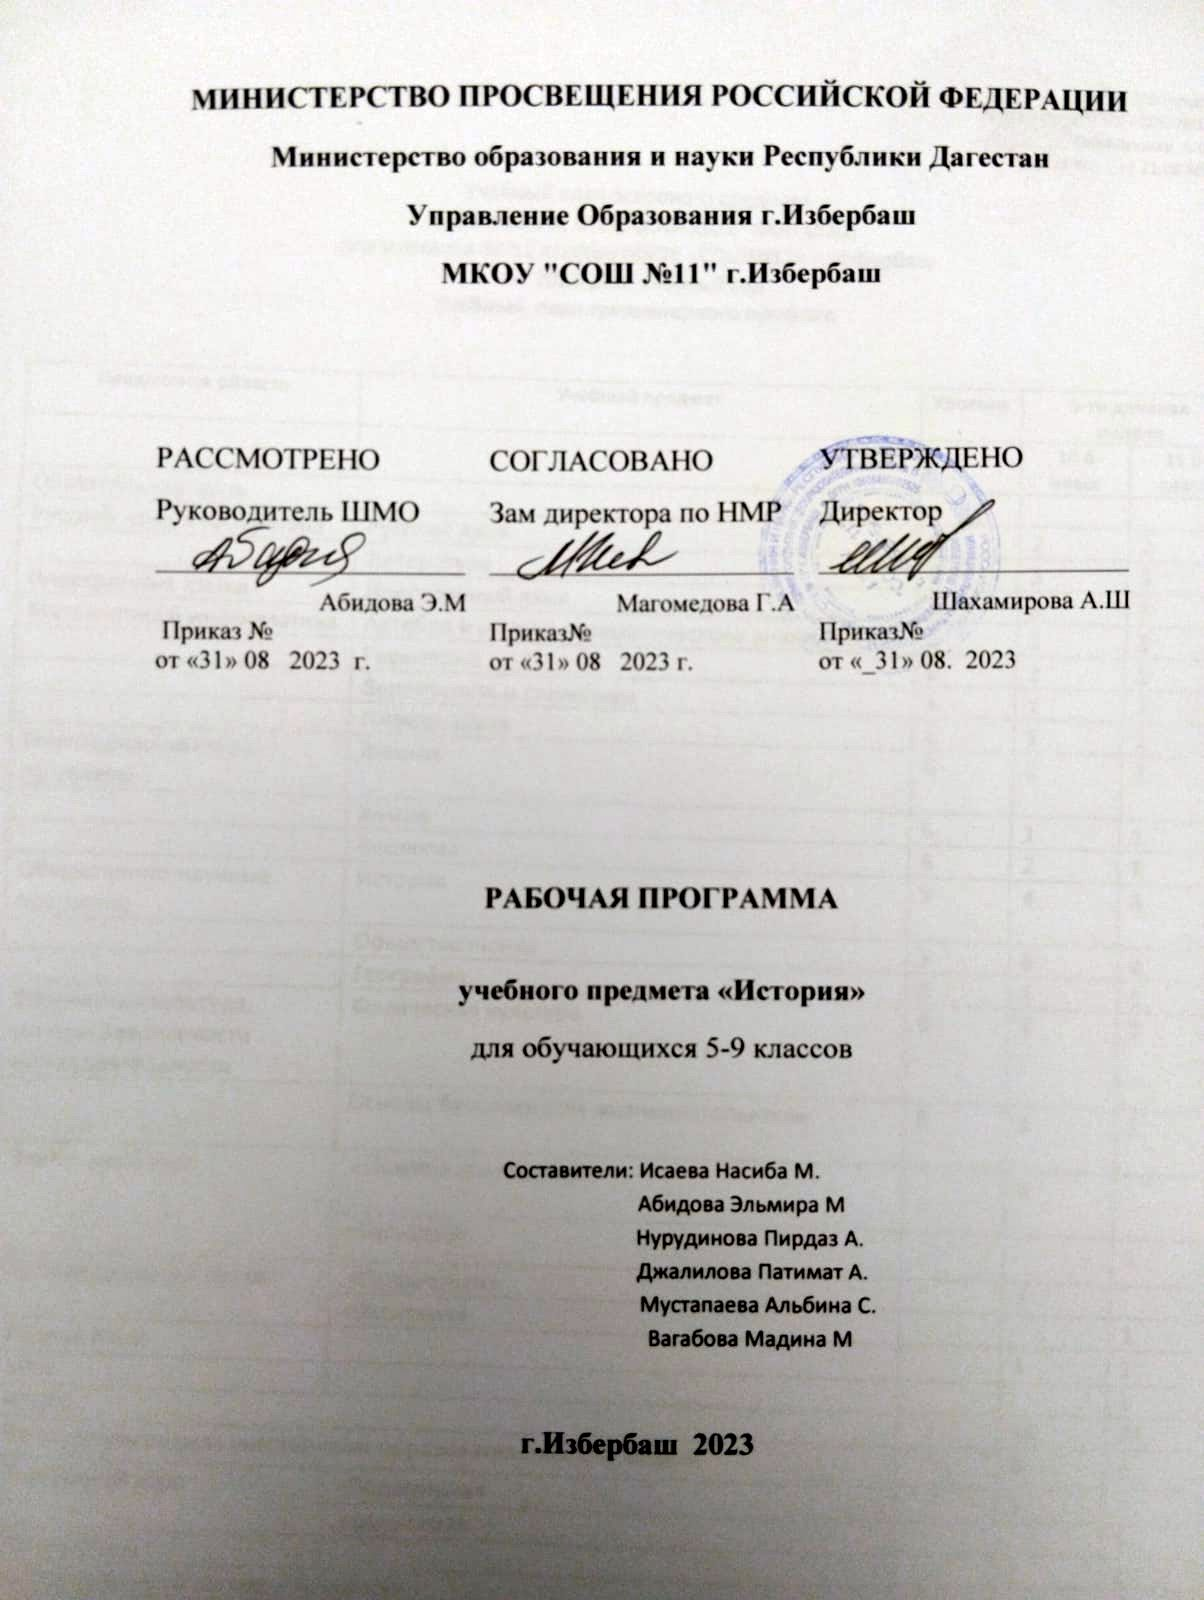 МИНИСТЕРСТВО ПРОСВЕЩЕНИЯ РОССИЙСКОЙ ФЕДЕРАЦИИ
Министерство образования и науки Республики Дагестан
Управление Образования г.Избербаш
МКОУ "СОШ №11" г.Избербаш
РАССМОТРЕНО
Руководитель ШМО
Абидова Э.М
Приказ №
от «31» 08 2023 г.
СОГЛАСОВАНО
Зам директора по НМР
Магомедова Г.А
Приказ№
от «31» 08 2023 г.
УТВЕРЖДЕНО
Директор
Шахамирова А.Ш
Приказ№
от «_31» 08. 2023
РАБОЧАЯ ПРОГРАММА
учебного предмета «История»
для обучающихся 5-9 классов
Составители: Исаева Насиба М.
Абидова Эльмира М
Нурудинова Пирдаз А.
Джалилова Патимат А.
Мустапаева Альбина С.
Вагабова Мадина М
г.Избербаш 2023